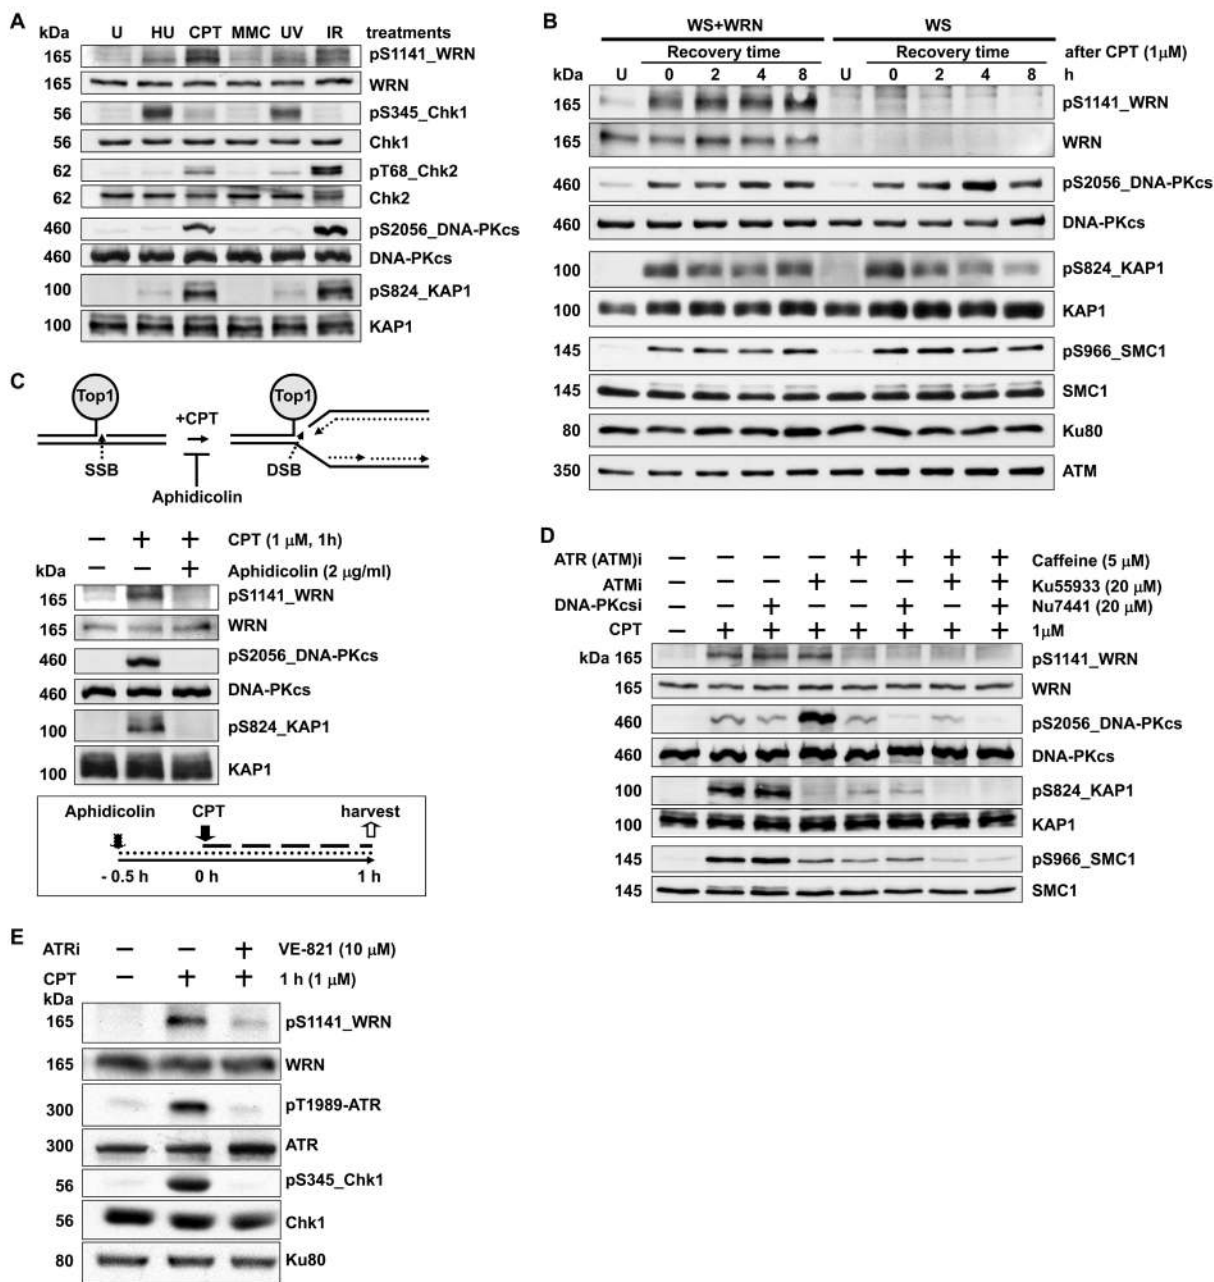 A
kDa U HU CPT MMC UV IR treatments
165 pS1141_WRN
165 WRN
56 pS345_Chk1
56 Chk1
62 pT68_Chk2
62 Chk2
460 pS2056_DNA-PKcs
460 DNA-PKcs
100 pS824_KAP1
100 KAP1
B
WS+WRN WS
Recovery time Recovery time after CPT (1μM)
kDa U 0 2 4 8 U 0 2 4 8 h
165 pS1141_WRN
165 WRN
460 pS2056_DNA-PKcs
460 DNA-PKcs
100 pS824_KAP1
100 KAP1
145 pS966_SMC1
145 SMC1
80 Ku80
350 ATM
C
Top1 Top1
+CPT
SSB DSB
Aphidicolin
− + + CPT (1 μM, 1h)
kDa − − + Aphidicolin (2 μg/ml)
165 pS1141_WRN
165 WRN
460 pS2056_DNA-PKcs
460 DNA-PKcs
100 pS824_KAP1
100 KAP1
Aphidicolin CPT harvest
- 0.5 h 0 h 1 h
D
ATR (ATM)i − − − − + + + + Caffeine (5 μM)
ATMi − − − + − − + + Ku55933 (20 μM)
DNA-PKcsi − − + − − + − + Nu7441 (20 μM)
CPT − + + + + + + + 1μM
kDa 165 pS1141_WRN
165 WRN
460 pS2056_DNA-PKcs
460 DNA-PKcs
100 pS824_KAP1
100 KAP1
145 pS966_SMC1
145 SMC1
E
ATRi − − + VE-821 (10 μM)
CPT − + + 1 h (1 μM)
kDa
165 pS1141_WRN
165 WRN
300 pT1989-ATR
300 ATR
56 pS345_Chk1
56 Chk1
80 Ku80